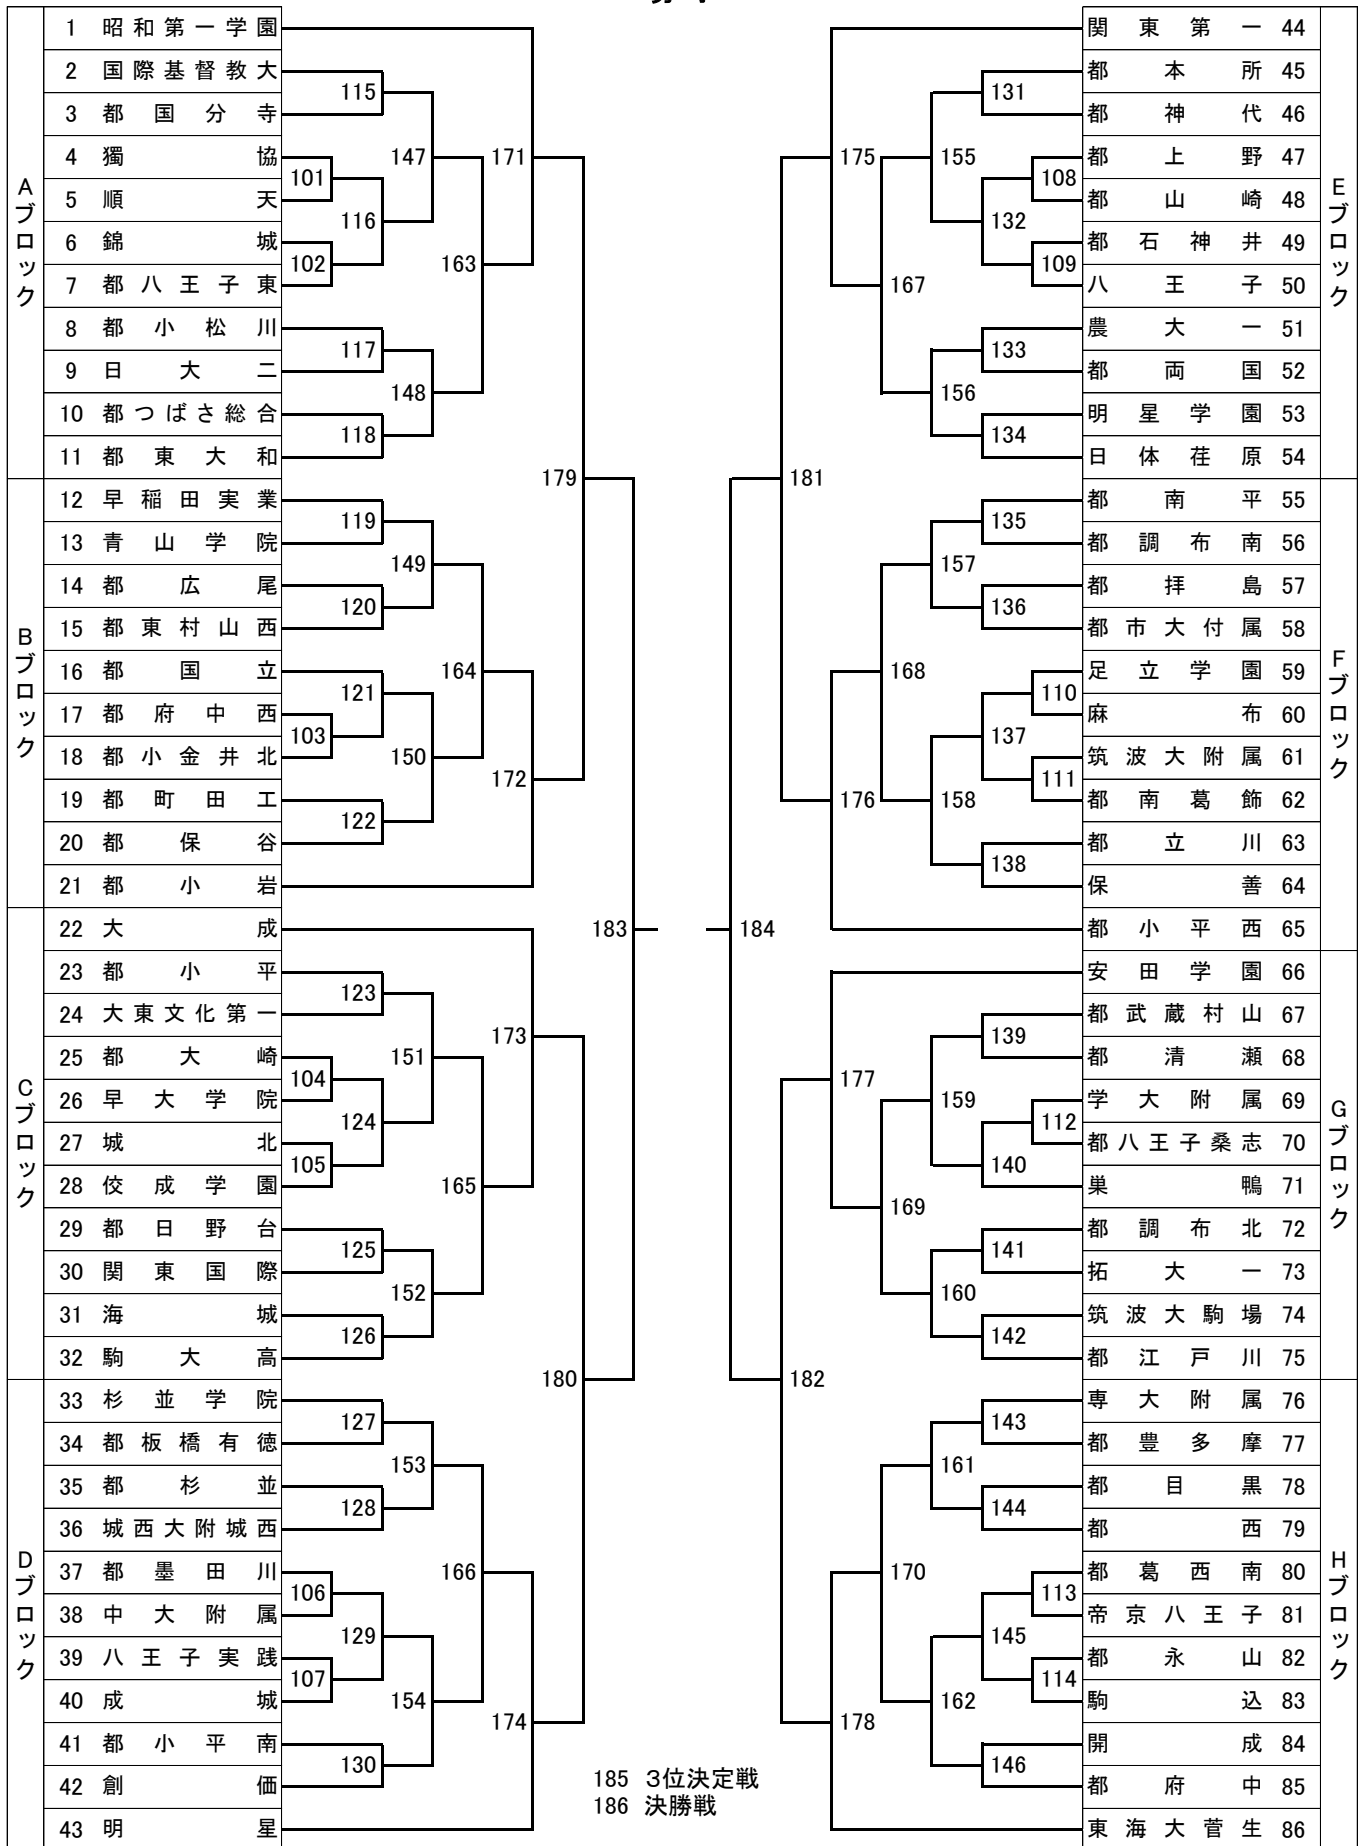 Aブロック
1 昭和第一学園
2 国際基督教大
3 都国分寺
4 獨協
5 順天
6 錦城
7 都八王子東
8 都小松川
9 日大二
10 都つばさ総合
11 都東大和
Bブロック
12 早稲田実業
13 青山学院
14 都広尾
15 都東村山西
16 都国立
17 都府中西
18 都小金井北
19 都町田工
20 都保谷
21 都小岩
Cブロック
22 大成
23 都小平
24 大東文化第一
25 都大崎
26 早大学院
27 城北
28 佼成学園
29 都日野台
30 関東国際
31 海城
32 駒大高
Dブロック
33 杉並学院
34 都板橋有徳
35 都杉並
36 城西大附城西
37 都墨田川
38 中大附属
39 八王子実践
40 成城
41 都小平南
42 創価
43 明星
101
102
103
104
105
106
107
115
116
117
118
119
120
121
122
123
124
125
126
127
128
129
130
147
148
149
150
151
152
153
154
163
164
165
166
171
172
173
174
179
180
183
184
181
182
175
176
177
178
167
168
169
170
155
156
157
158
159
160
161
162
131
132
133
134
135
136
137
138
139
140
141
142
143
144
145
146
108
109
110
111
112
113
114
185 3位決定戦
186 決勝戦
Eブロック
関東第一 44
都本所 45
都神代 46
都上野 47
都山崎 48
都石神井 49
八王子 50
農大一 51
都両国 52
明星学園 53
日体荏原 54
Fブロック
都南平 55
都調布南 56
都拝島 57
都市大付属 58
足立学園 59
麻布 60
筑波大附属 61
都南葛飾 62
都立川 63
保善 64
都小平西 65
Gブロック
安田学園 66
都武蔵村山 67
都清瀬 68
学大附属 69
都八王子桑志 70
巣鴨 71
都調布北 72
拓大一 73
筑波大駒場 74
都江戸川 75
Hブロック
専大附属 76
都豊多摩 77
都目黒 78
都西 79
都葛西南 80
帝京八王子 81
都永山 82
駒込 83
開成 84
都府中 85
東海大菅生 86